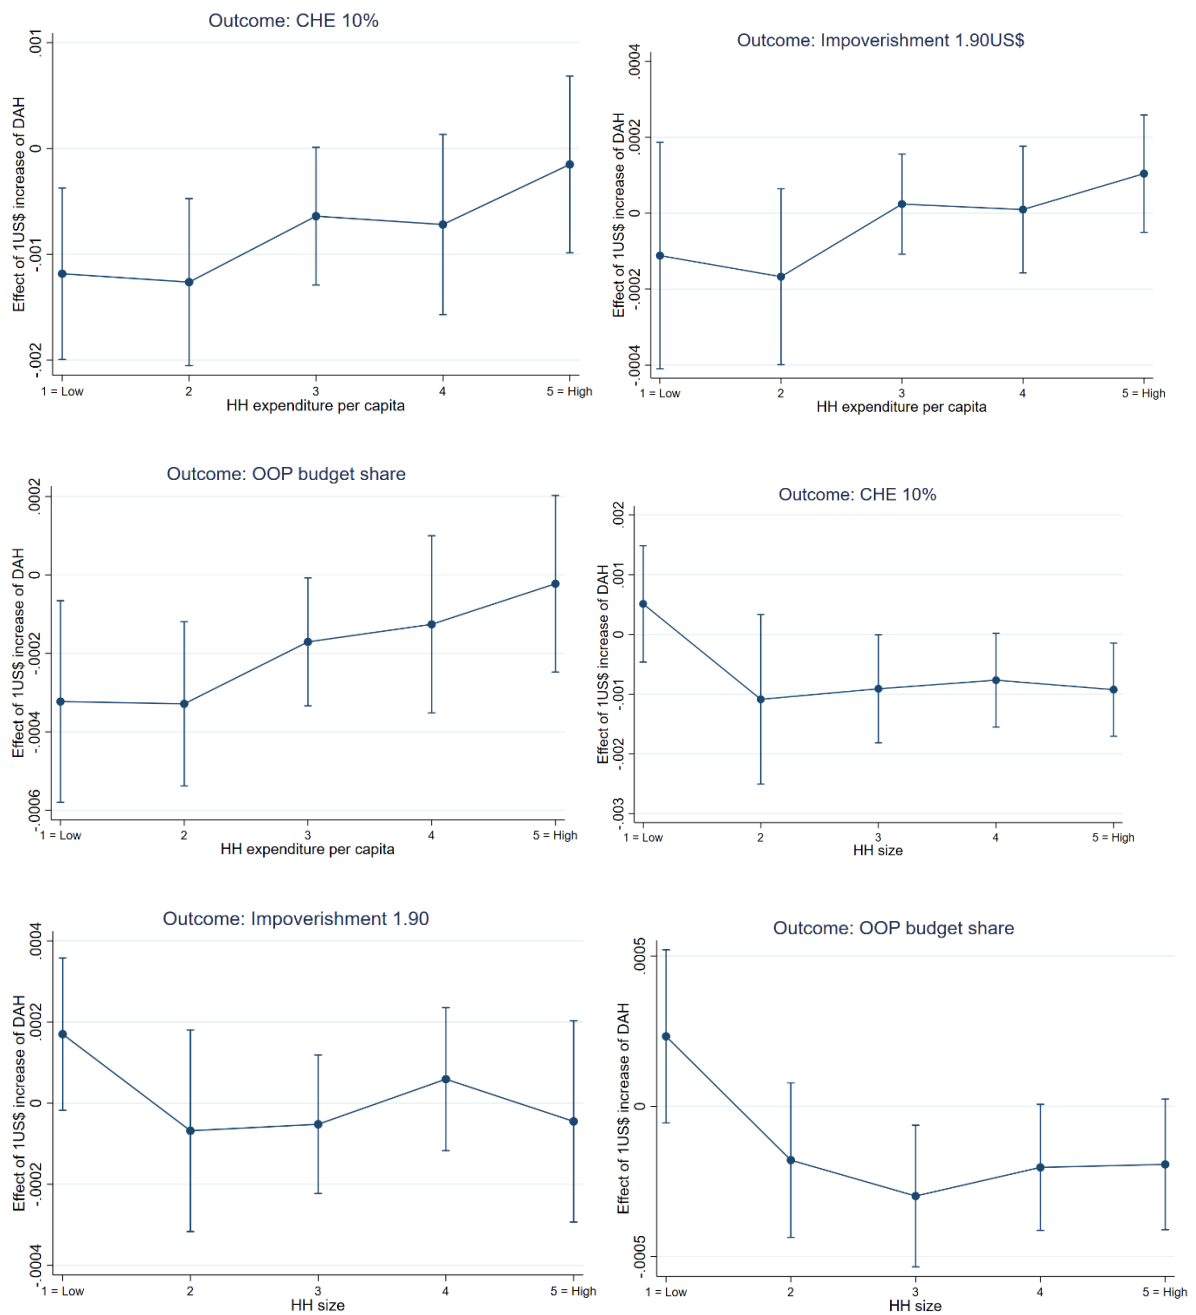 Outcome: CHE 10%
Effect of 1US$ increase of DAH
.001
0
-.001
-.002
1 = Low 2 3 4 5 = High
HH expenditure per capita
Outcome: Impoverishment 1.90US$
Effect of 1US$ increase of DAH
.0004
.0002
0
-.0002
-.0004
1 = Low 2 3 4 5 = High
HH expenditure per capita
Outcome: OOP budget share
Effect of 1US$ increase of DAH
.0002
0
-.0002
-.0004
-.0006
1 = Low 2 3 4 5 = High
HH expenditure per capita
Outcome: CHE 10%
Effect of 1US$ increase of DAH
.002
.001
0
-.001
-.002
-.003
1 = Low 2 3 4 5 = High
HH size
Outcome: Impoverishment 1.90
Effect of 1US$ increase of DAH
.0004
.0002
0
-.0002
-.0004
1 = Low 2 3 4 5 = High
HH size
Outcome: OOP budget share
Effect of 1US$ increase of DAH
.0005
0
-.0005
1 = Low 2 3 4 5 = High
HH size